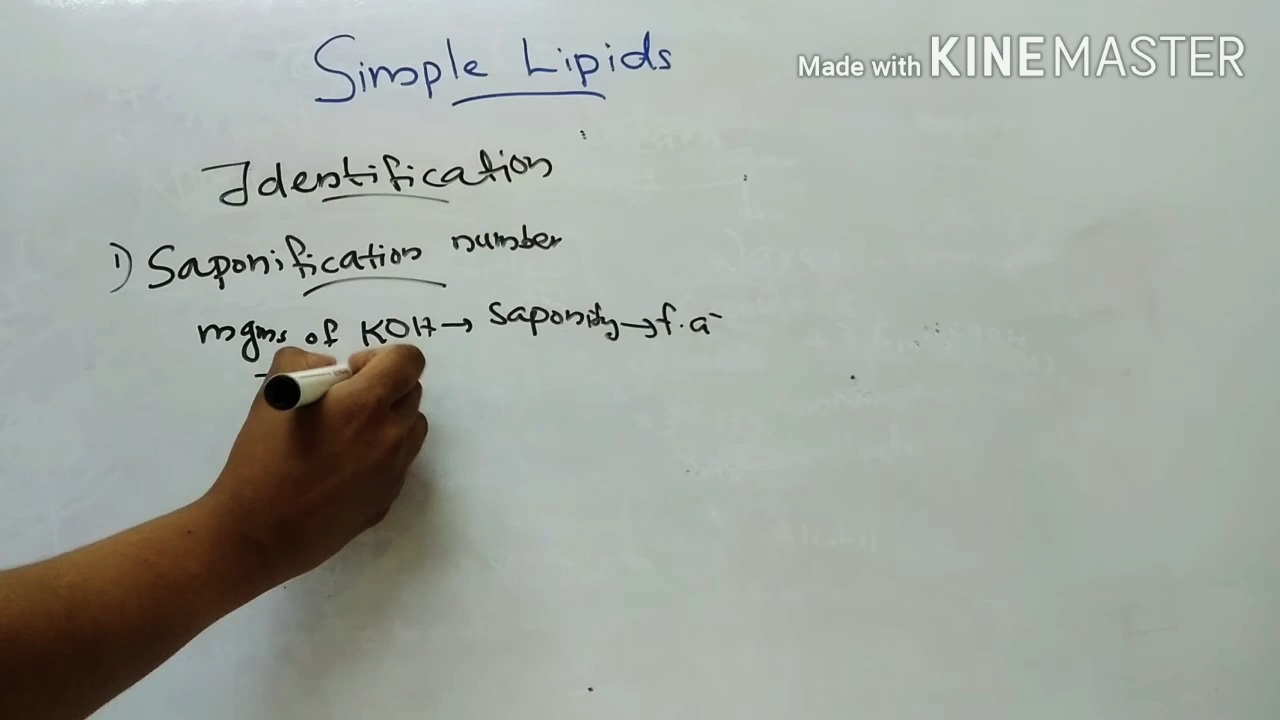 Simple Lipids
Made with KINEMASTER
Identification
1) Saponification number
mgms of KOH → saponify → f.a